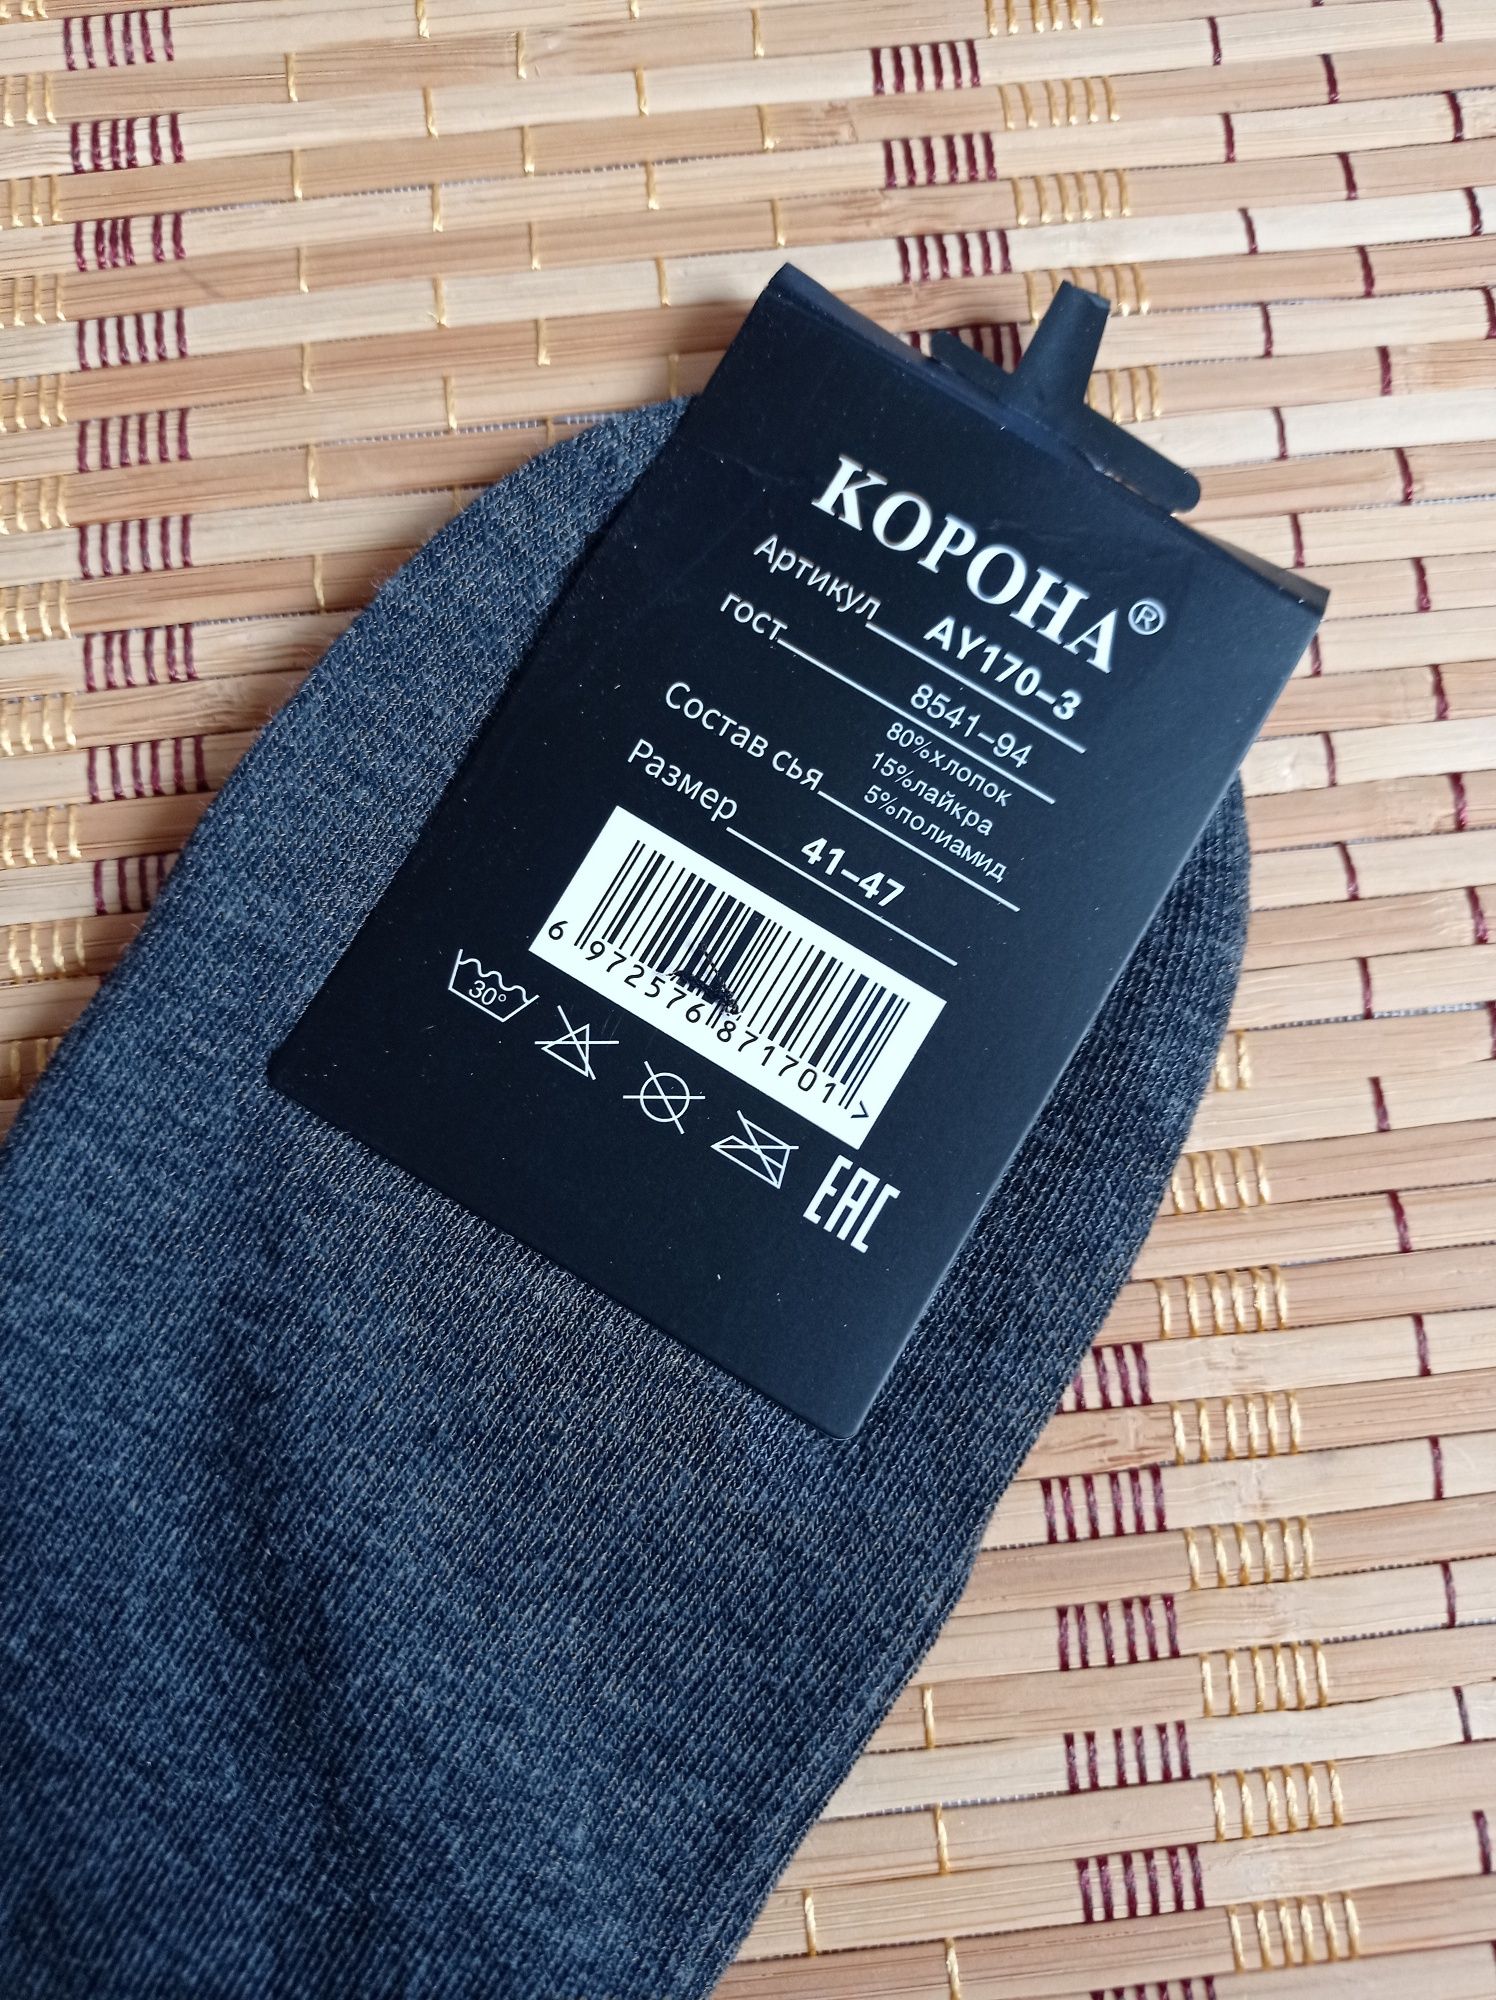 КОРОНА®
Артикул AY170-3
гост 8541-94
80%хлопок
Состав сья 15%лайкра
5%полиамид
Размер 41-47
6 972576 871701 >
30°
EAC